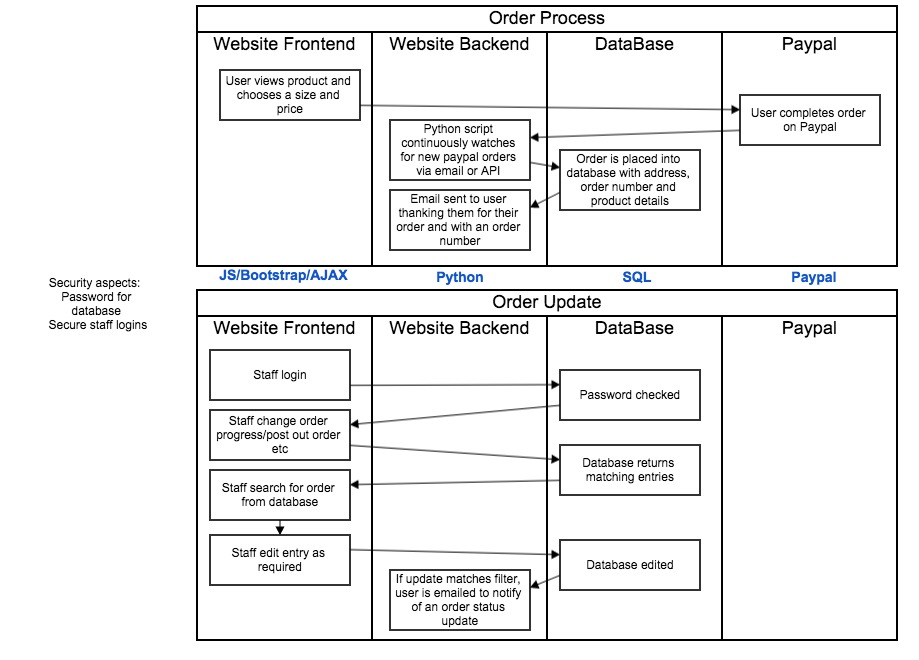 Order Process
Website Frontend
Website Backend
DataBase
Paypal
User views product and
chooses a size and
price
User completes order
on Paypal
Python script
continuously watches
for new paypal orders
via email or API
Order is placed into
database with address,
order number and
product details
Email sent to user
thanking them for their
order and with an order
number
JS/Bootstrap/AJAX
Python
SQL
Paypal
Security aspects:
Password for
database
Secure staff logins
Order Update
Website Frontend
Website Backend
DataBase
Paypal
Staff login
Password checked
Staff change order
progress/post out order
etc
Database returns
matching entries
Staff search for order
from database
Staff edit entry as
required
Database edited
If update matches filter,
user is emailed to notify
of an order status
update